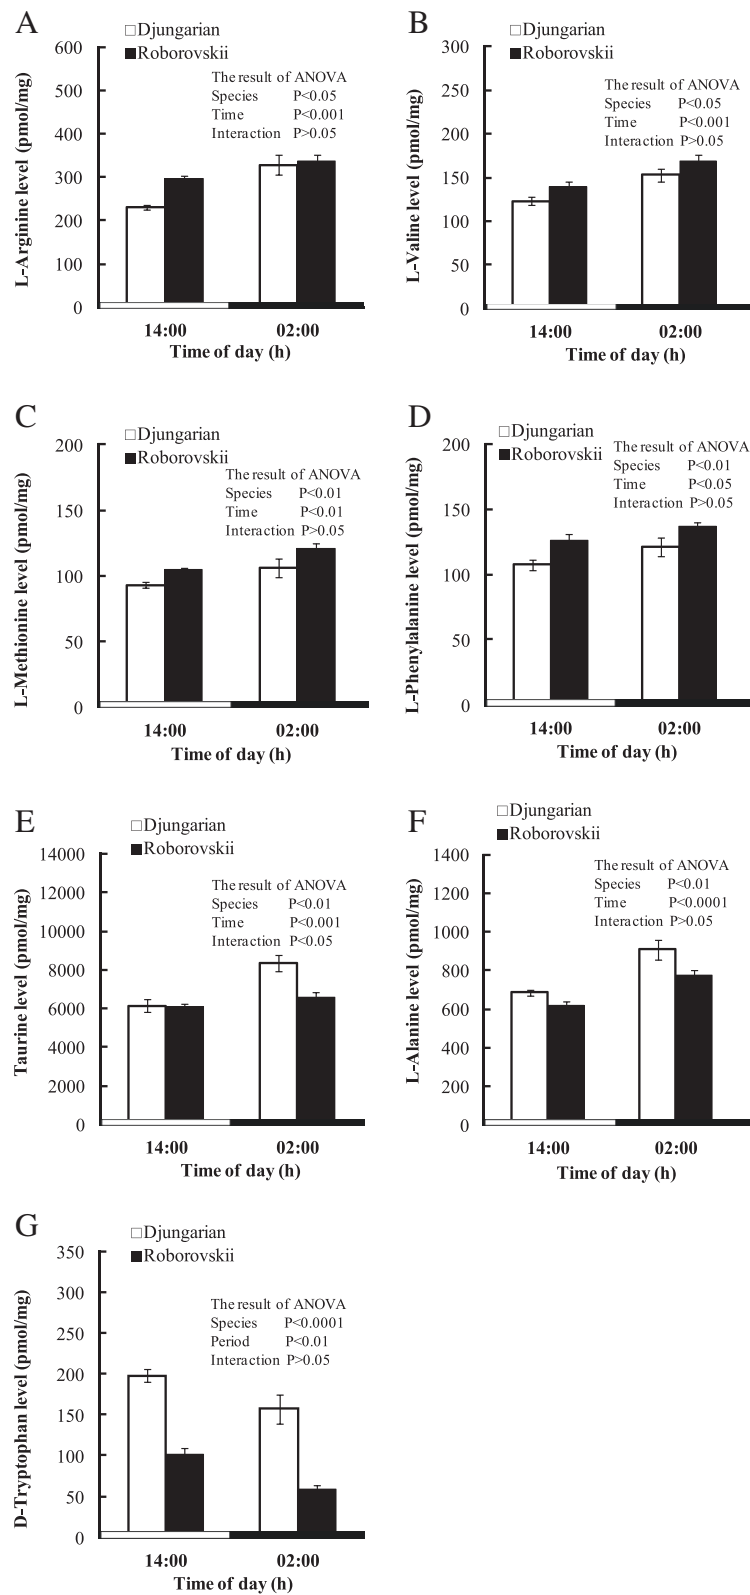 A
□Djungarian
■Roborovskii
The result of ANOVA
Species P<0.05
Time P<0.001
Interaction P>0.05
L-Arginine level (pmol/mg)
600
500
400
300
200
100
0
14:00 02:00
Time of day (h)
B
□Djungarian
■Roborovskii
The result of ANOVA
Species P<0.05
Time P<0.001
Interaction P>0.05
L-Valine level (pmol/mg)
300
250
200
150
100
50
0
14:00 02:00
Time of day (h)
C
□Djungarian
■Roborovskii
The result of ANOVA
Species P<0.01
Time P<0.01
Interaction P>0.05
L-Methionine level (pmol/mg)
200
150
100
50
0
14:00 02:00
Time of day (h)
D
□Djungarian
■Roborovskii
The result of ANOVA
Species P<0.01
Time P<0.05
Interaction P>0.05
L-Phenylalanine level (pmol/mg)
200
150
100
50
0
14:00 02:00
Time of day (h)
E
□Djungarian
■Roborovskii
The result of ANOVA
Species P<0.01
Time P<0.001
Interaction P<0.05
Taurine level (pmol/mg)
14000
12000
10000
8000
6000
4000
2000
0
14:00 02:00
Time of day (h)
F
□Djungarian
■Roborovskii
The result of ANOVA
Species P<0.01
Time P<0.0001
Interaction P>0.05
L-Alanine level (pmol/mg)
1400
1200
1000
800
600
400
200
0
14:00 02:00
Time of day (h)
G
□Djungarian
■Roborovskii
The result of ANOVA
Species P<0.0001
Period P<0.01
Interaction P>0.05
D-Tryptophan level (pmol/mg)
350
300
250
200
150
100
50
0
14:00 02:00
Time of day (h)